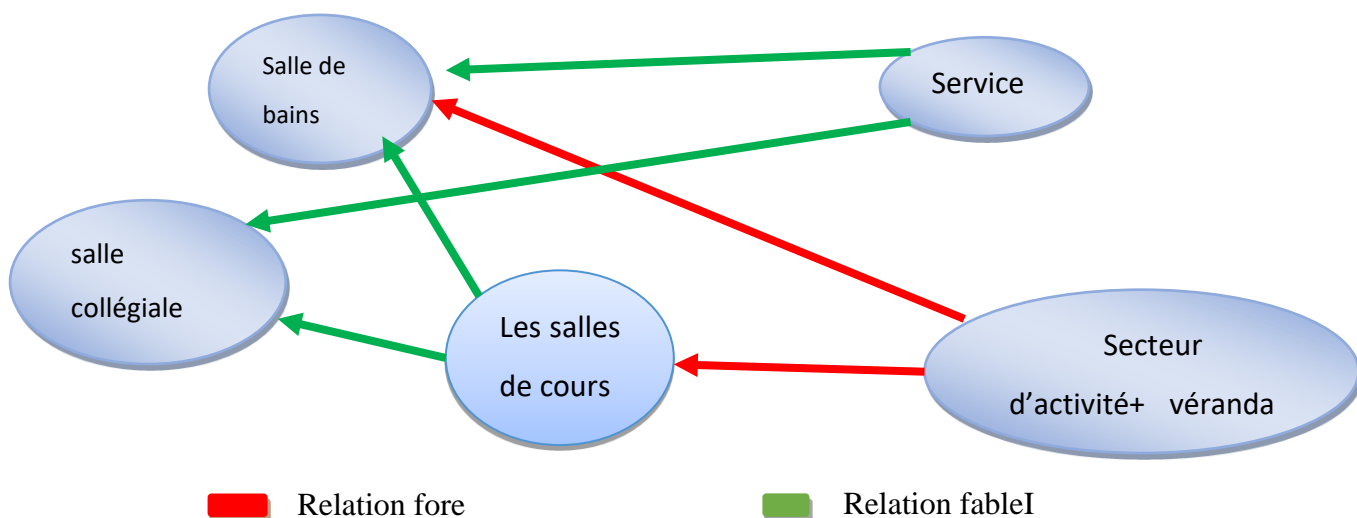 Salle de
bains
Service
salle
collégiale
Les salles
de cours
Secteur
d'activité+ véranda
Relation fore
Relation fableI